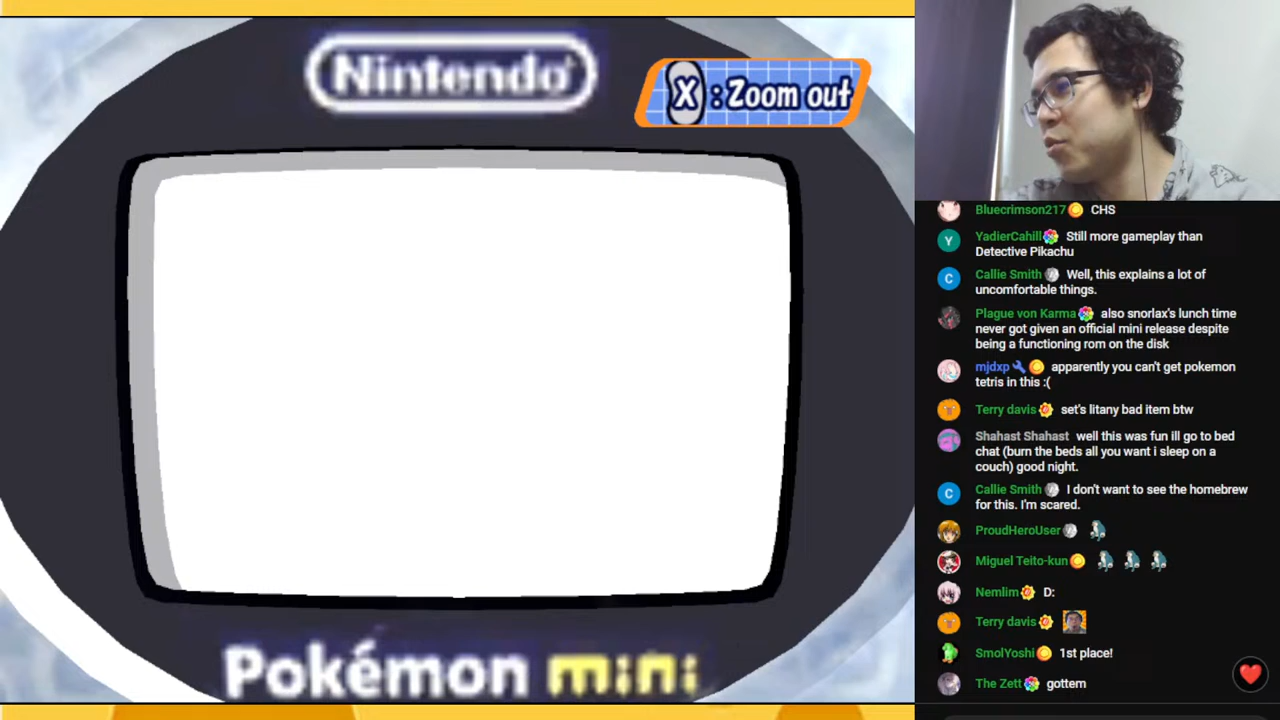 Nintendo
X : Zoom out
Pokémon mini
Bluecrimson217 CHS
Y
YadierCahill Still more gameplay than
Detective Pikachu
C
Callie Smith Well, this explains a lot of
uncomfortable things.
Plague von Karma also snorlax's lunch time
never got given an official mini release despite
being a functioning rom on the disk
mjdxp apparently you can't get pokemon
tetris in this :(
Terry davis set's litany bad item btw
Shahast Shahast well this was fun ill go to bed
chat (burn the beds all you want i sleep on a
couch) good night.
C
Callie Smith I don't want to see the homebrew
for this. I'm scared.
ProudHeroUser
Miguel Teito-kun
Nemlim D:
Terry davis
SmolYoshi 1st place!
The Zett gottem